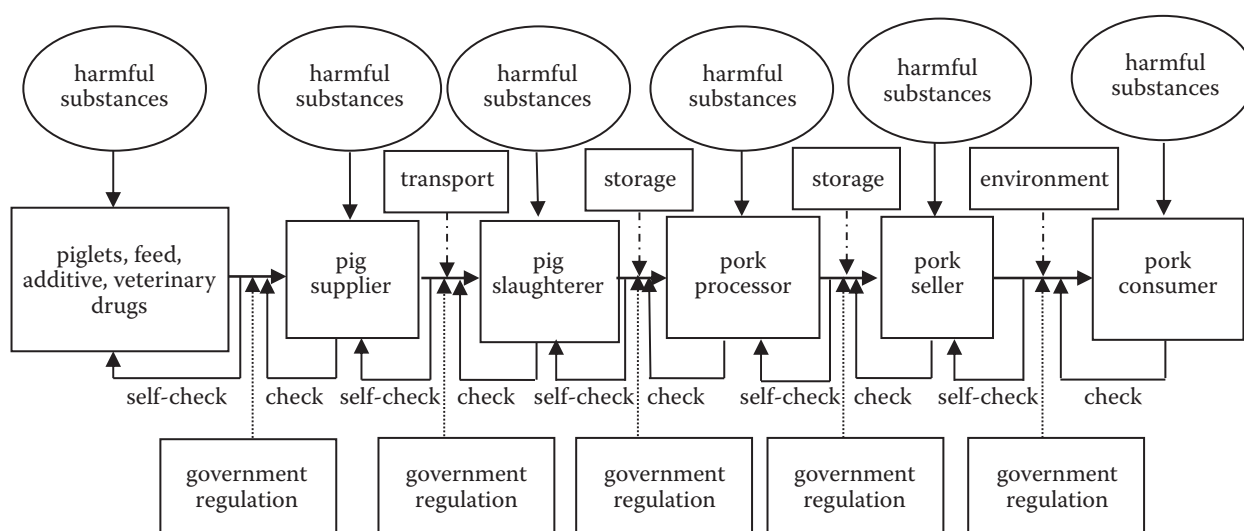 harmful
substances
harmful
substances
harmful
substances
harmful
substances
harmful
substances
harmful
substances
transport
storage
storage
environment
piglets, feed,
additive, veterinary
drugs
pig
supplier
pig
slaughterer
pork
processor
pork
seller
pork
consumer
self-check
check
self-check
check
self-check
check
self-check
check
self-check
check
government
regulation
government
regulation
government
regulation
government
regulation
government
regulation